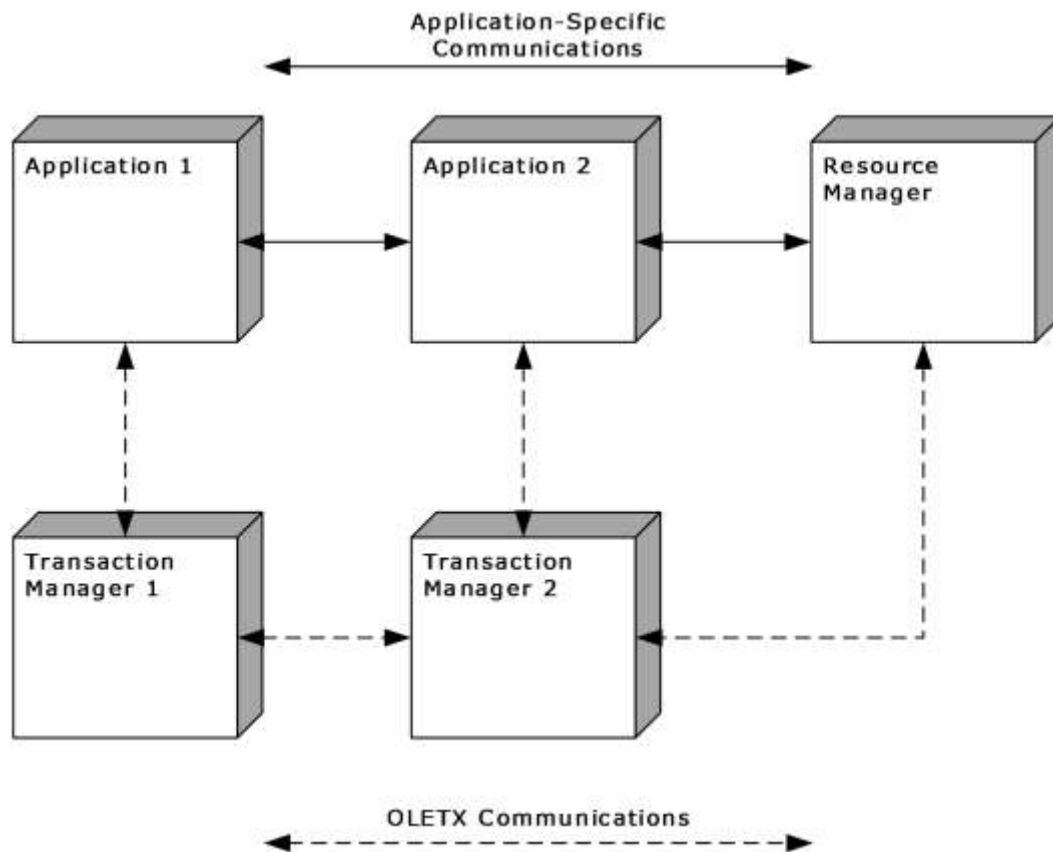 Application-Specific
Communications
Application 1
Application 2
Resource
Manager
Transaction
Manager 1
Transaction
Manager 2
OLETX Communications